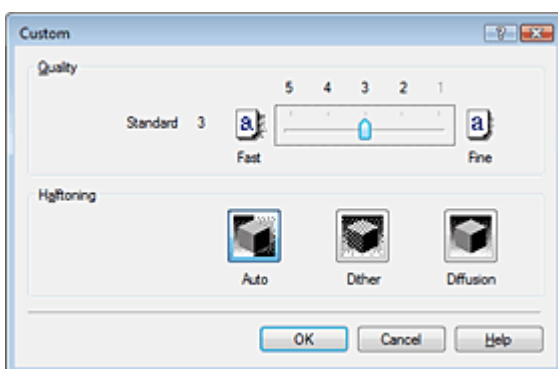 Custom
Quality
5 4 3 2 1
Standard 3
a a
Fast Fine
Halftoning
Auto Dither Diffusion
OK Cancel Help